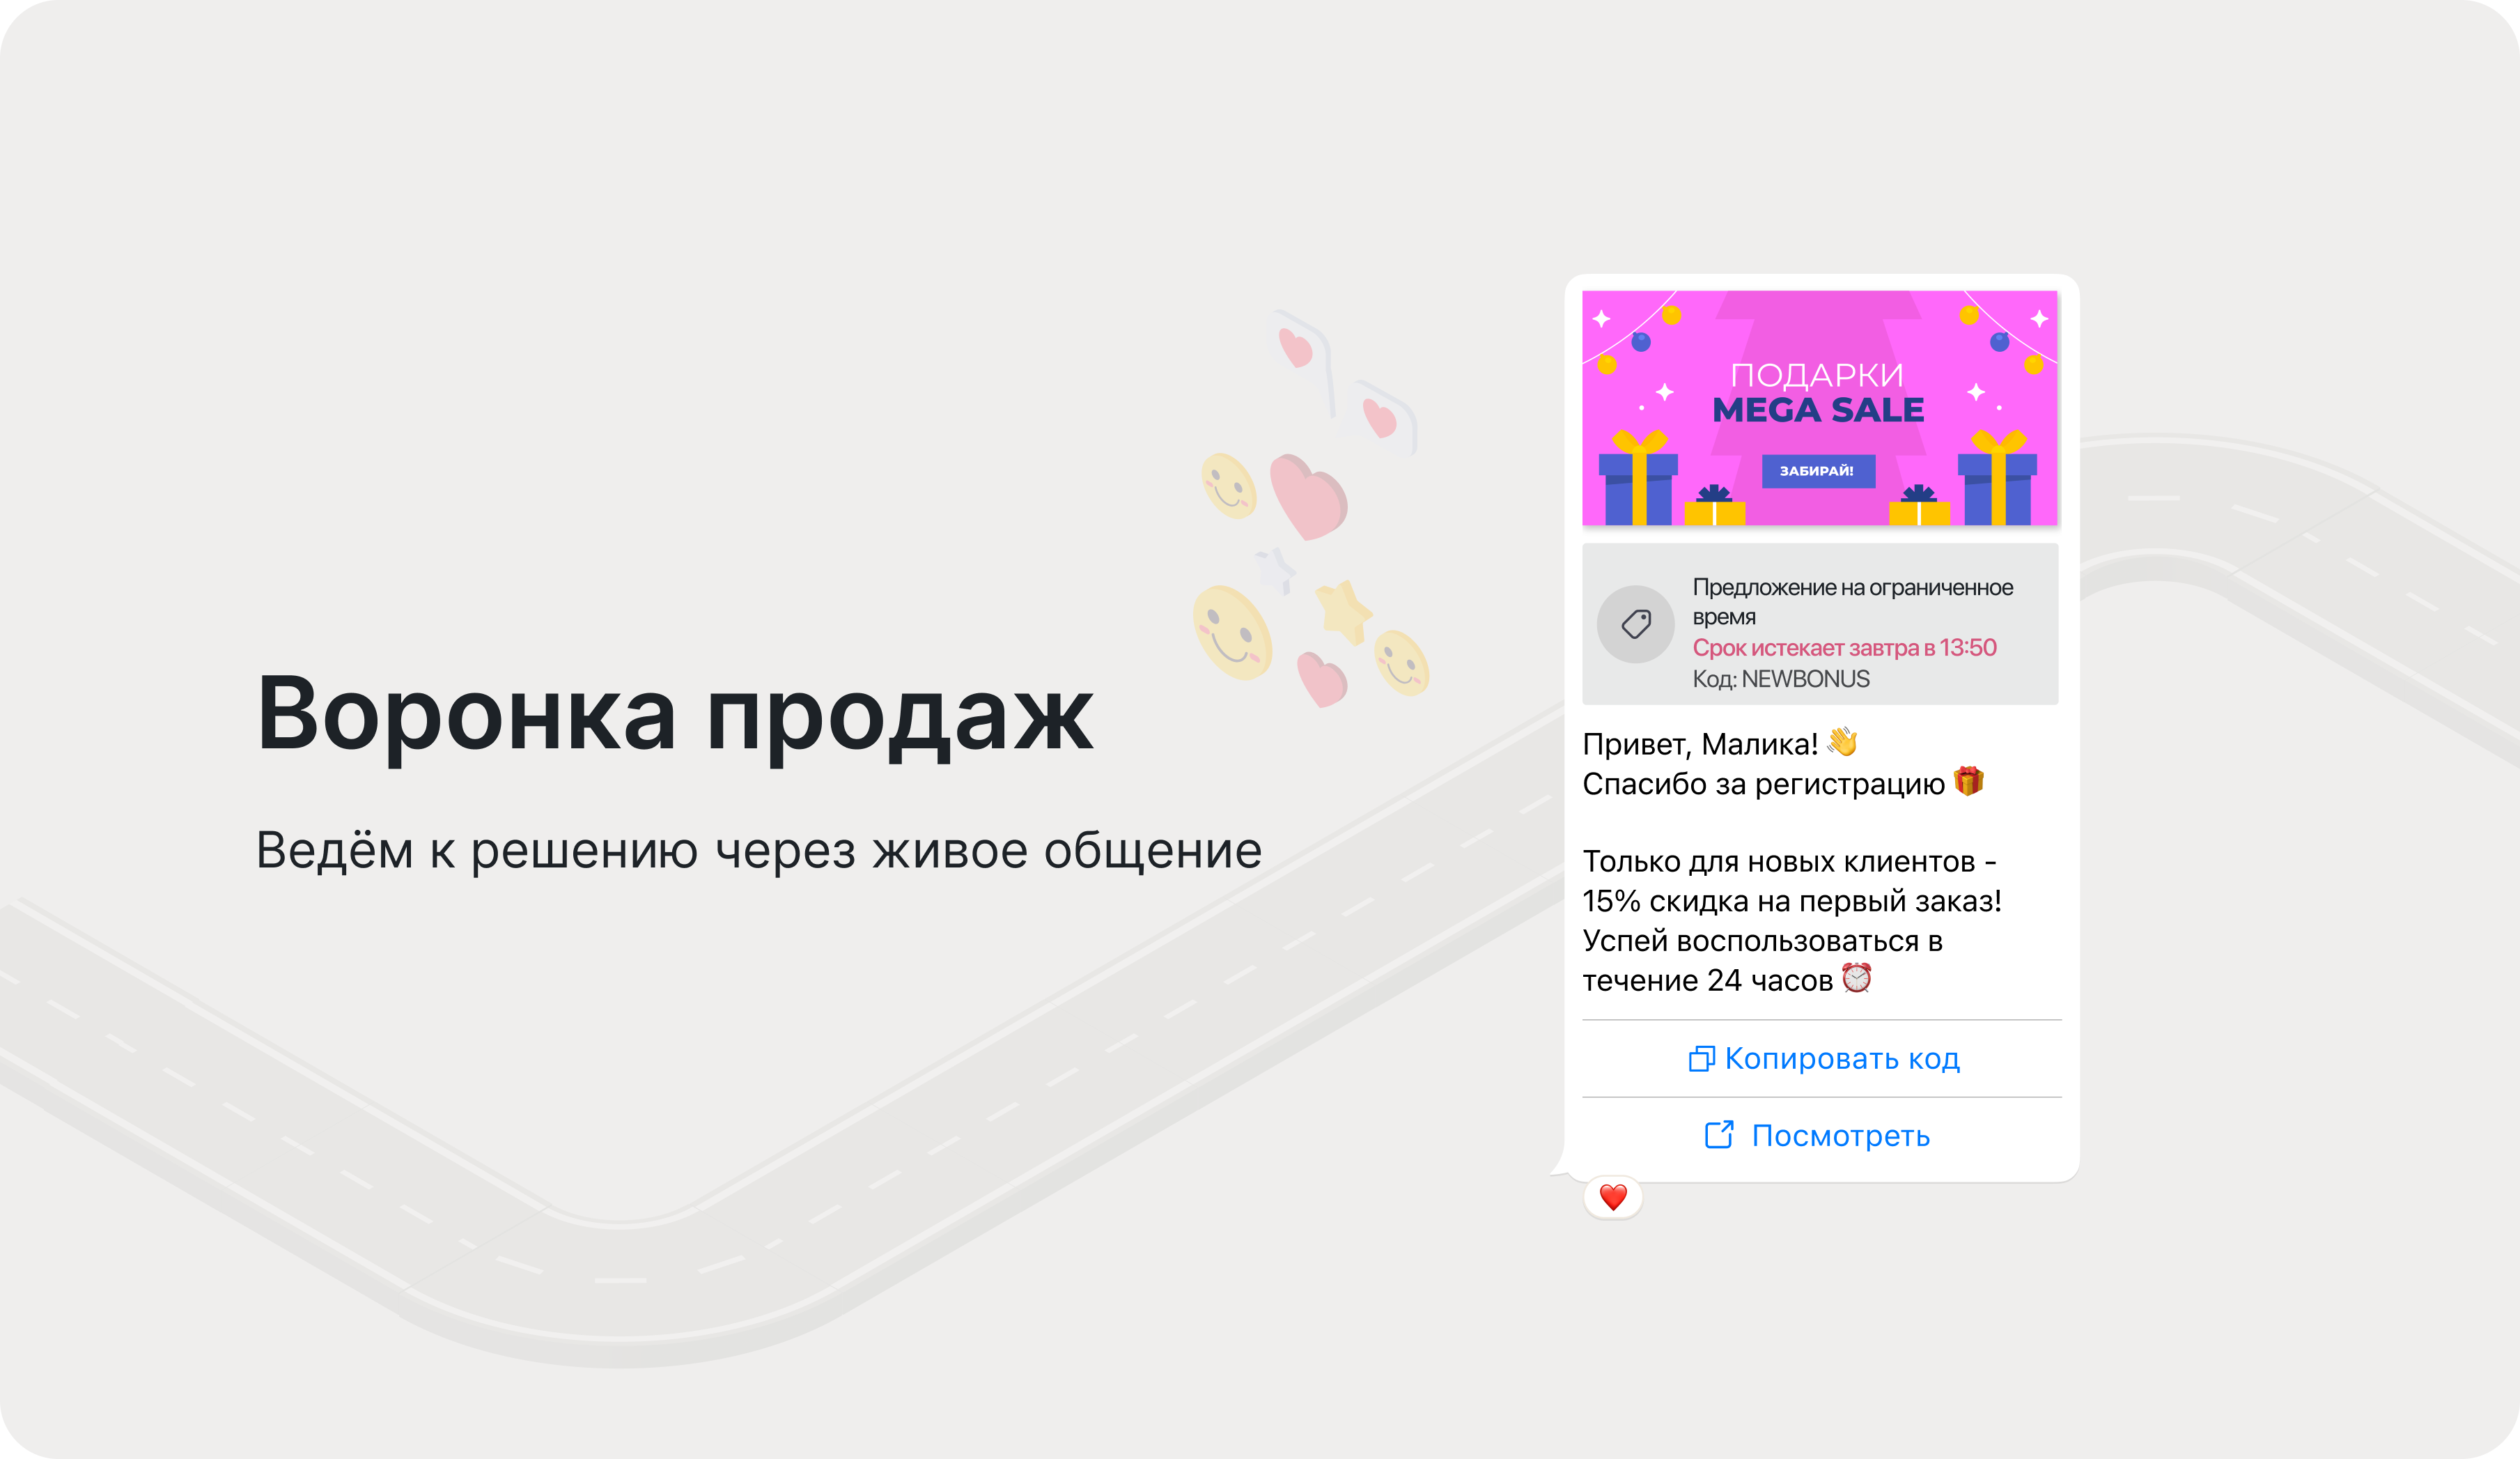 Воронка продаж
Ведём к решению через живое общение
ПОДАРКИ
MEGA SALE
ЗАБИРАЙ!
Предложение на ограниченное
время
Срок истекает завтра в 13:50
Код: NEWBONUS
Привет, Малика! 👋
Спасибо за регистрацию 🎁
Только для новых клиентов -
15% скидка на первый заказ!
Успей воспользоваться в
течение 24 часов ⏰
Копировать код
Посмотреть